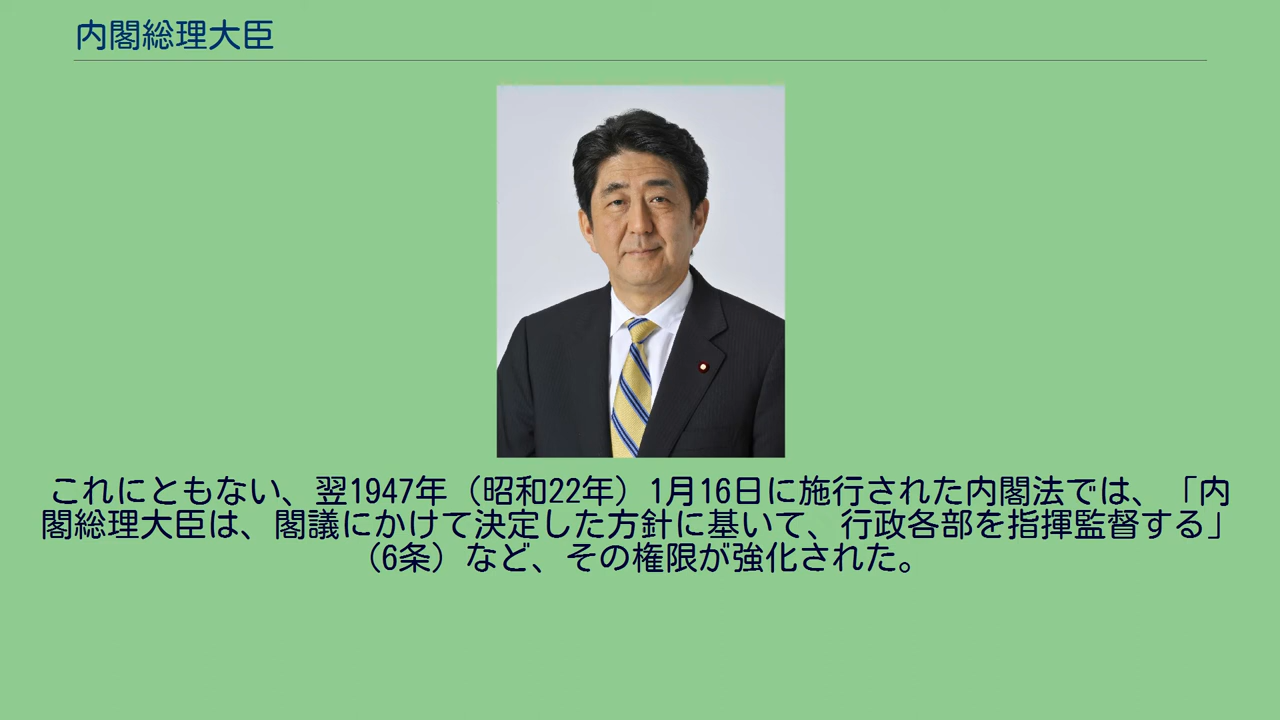 内閣総理大臣
これにともない、翌1947年（昭和22年）1月16日に施行された内閣法では、「内
閣総理大臣は、閣議にかけて決定した方針に基いて、行政各部を指揮監督する」
（6条）など、その権限が強化された。